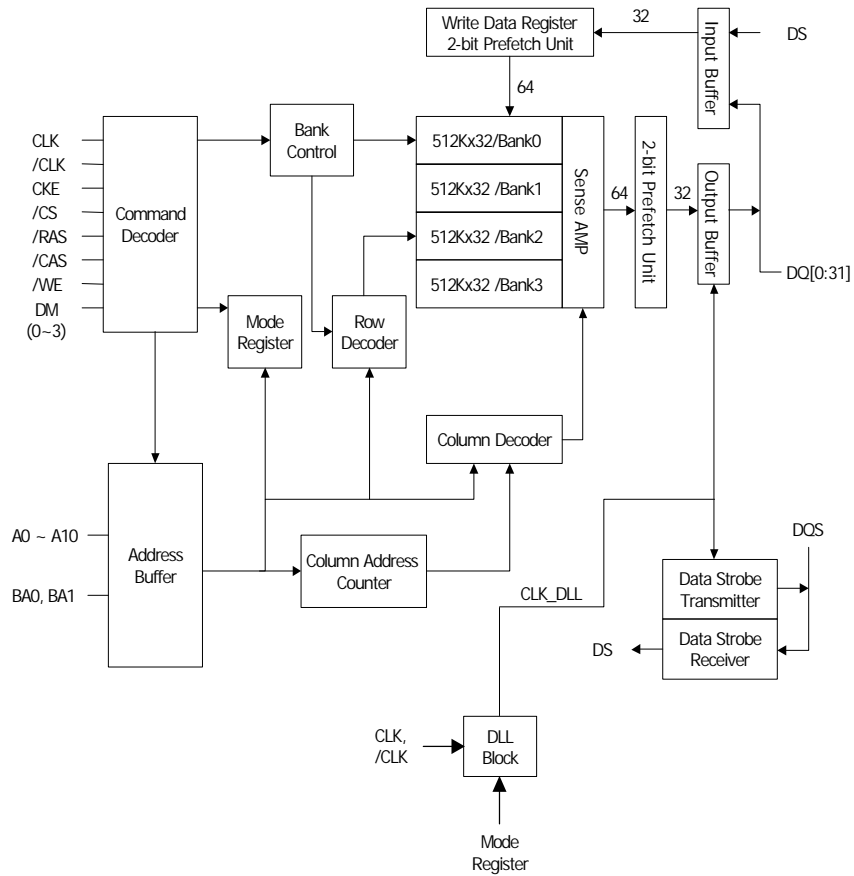 Write Data Register
2-bit Prefetch Unit
32
Input Buffer
DS
64
CLK
/CLK
CKE
/CS
/RAS
/CAS
/WE
DM
(0~3)
Command
Decoder
Bank
Control
512Kx32/Bank0
512Kx32 /Bank1
512Kx32 /Bank2
512Kx32 /Bank3
Sense AMP
64
2-bit Prefetch Unit
32
Output Buffer
DQ[0:31]
Mode
Register
Row
Decoder
Column Decoder
A0 ~ A10
BA0, BA1
Address
Buffer
Column Address
Counter
CLK_DLL
DQS
Data Strobe
Transmitter
Data Strobe
Receiver
DS
CLK,
/CLK
DLL
Block
Mode
Register